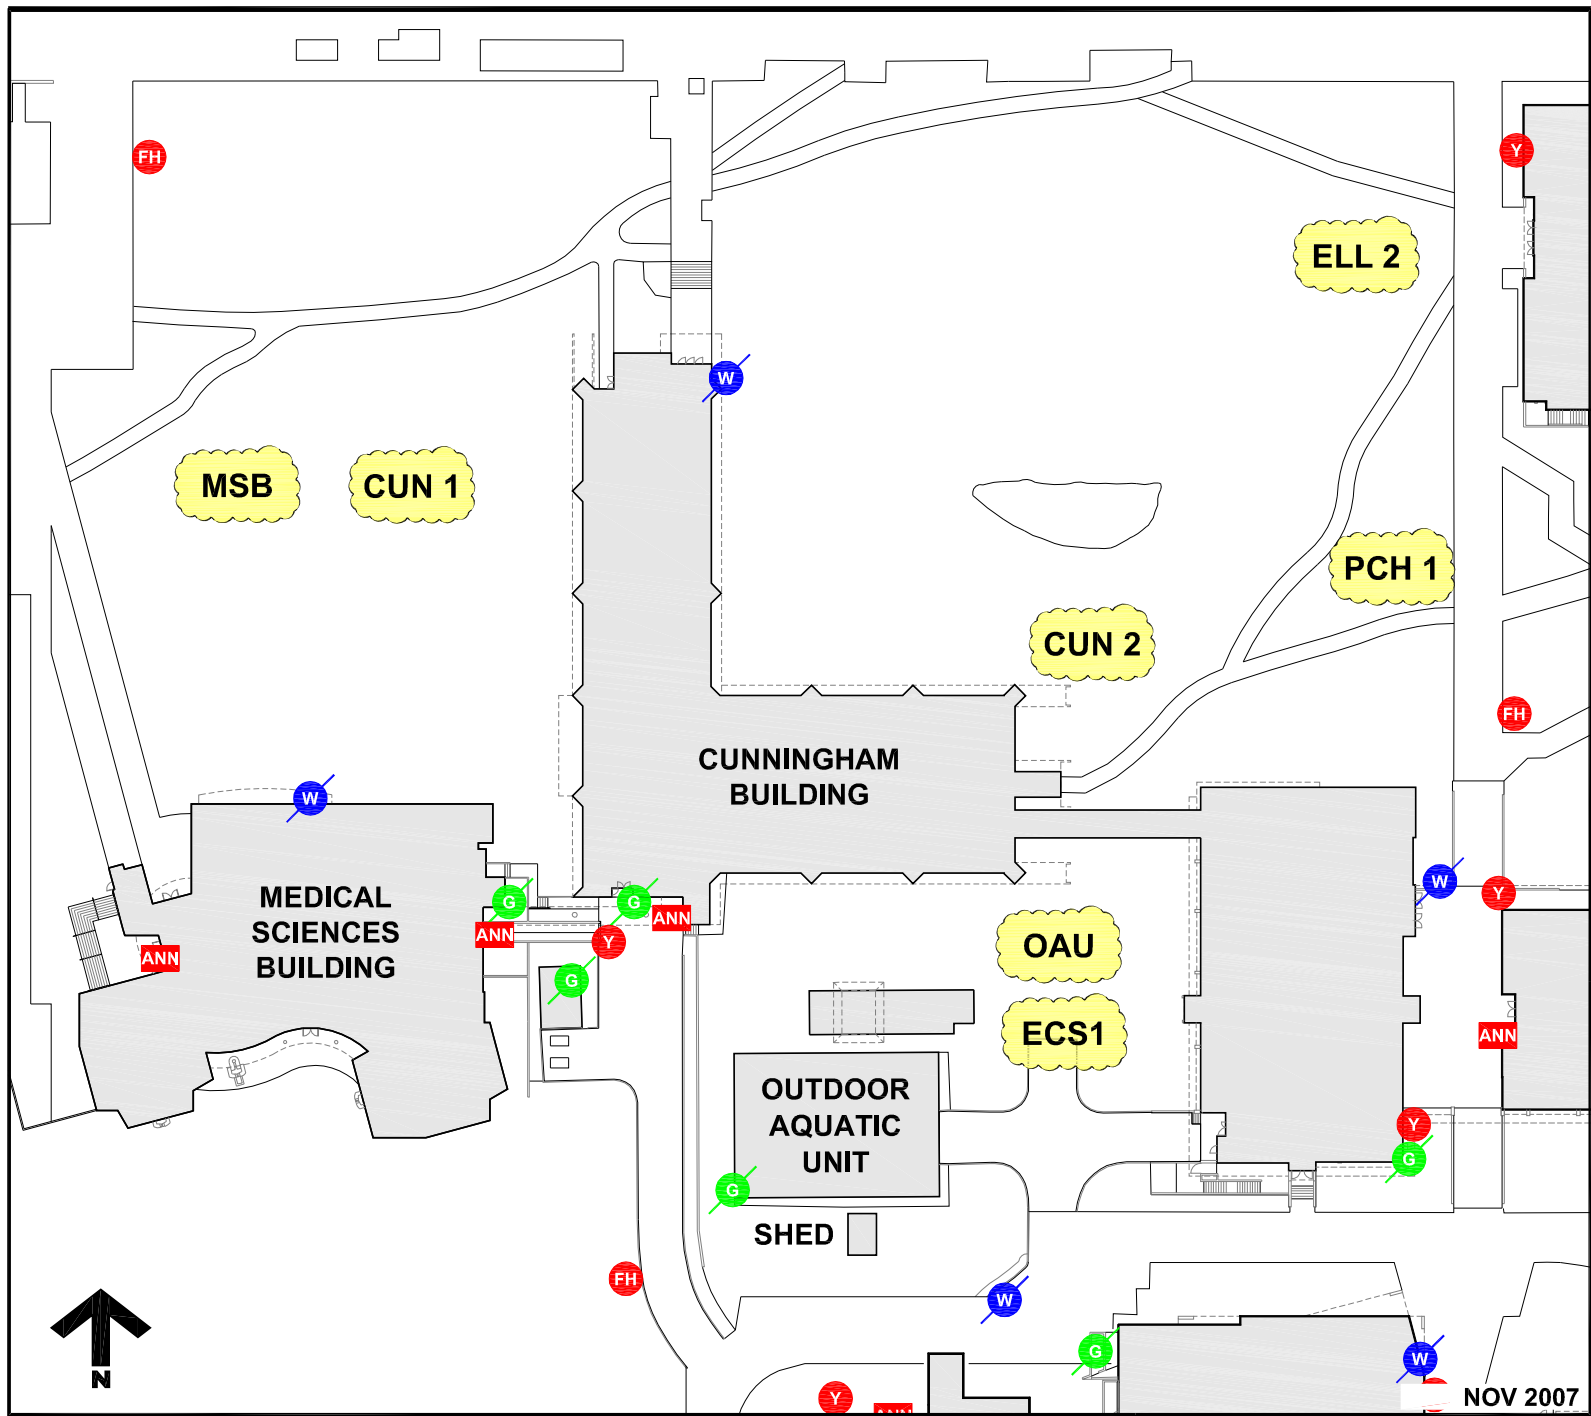 FH
Y
ELL 2
W
MSB
CUN 1
PCH 1
CUN 2
FH
CUNNINGHAM
BUILDING
W
W
Y
MEDICAL
SCIENCES
BUILDING
G
G
ANN
ANN
Y
ANN
G
OAU
ECS1
ANN
OUTDOOR
AQUATIC
UNIT
Y
G
G
SHED
FH
W
G
W
N
Y
ANN
NOV 2007